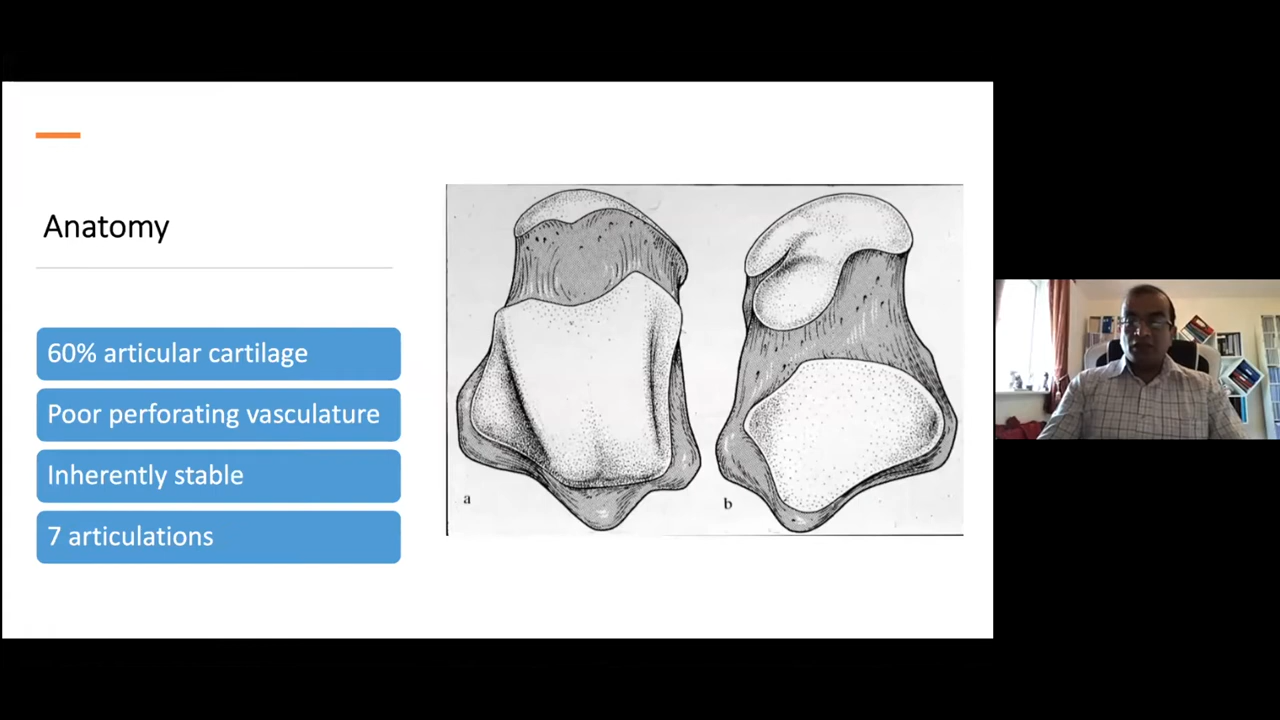 Anatomy
60% articular cartilage
Poor perforating vasculature
Inherently stable
7 articulations
a
b